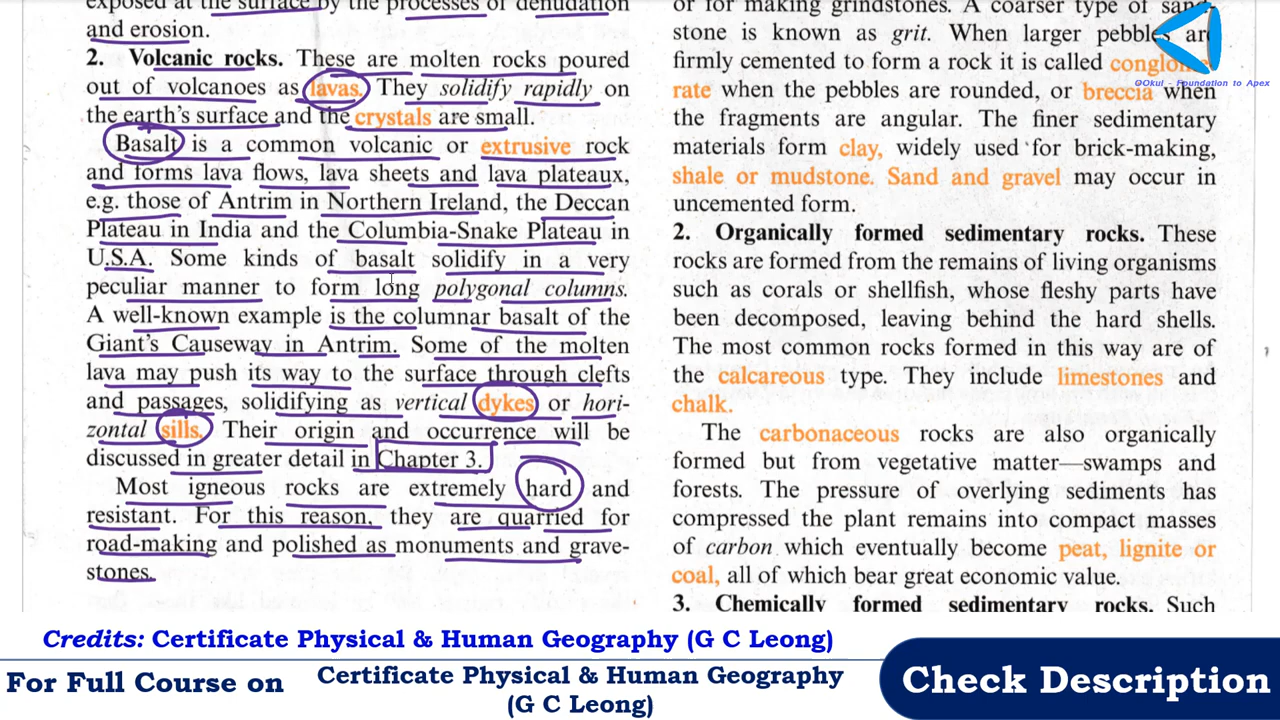 exposed at the surface by the processes of denudation
and erosion.
2. Volcanic rocks. These are molten rocks poured
out of volcanoes as lavas. They solidify rapidly on
the earth's surface and the crystals are small.
Basalt is a common volcanic or extrusive rock
and forms lava flows, lava sheets and lava plateaux,
e.g. those of Antrim in Northern Ireland, the Deccan
Plateau in India and the Columbia-Snake Plateau in
U.S.A. Some kinds of basalt solidify in a very
peculiar manner to form long polygonal columns.
A well-known example is the columnar basalt of the
Giant's Causeway in Antrim. Some of the molten
lava may push its way to the surface through clefts
and passages, solidifying as vertical dykes or hori-
zontal sills. Their origin and occurrence will be
discussed in greater detail in Chapter 3.
Most igneous rocks are extremely hard and
resistant. For this reason, they are quarried for
road-making and polished as monuments and grave-
stones.
or for making grindstones. A coarser type of sand-
stone is known as grit. When larger pebbles are
firmly cemented to form a rock it is called conglome-
rate when the pebbles are rounded, or breccia when
the fragments are angular. The finer sedimentary
materials form clay, widely used for brick-making,
shale or mudstone. Sand and gravel may occur in
uncemented form.
2. Organically formed sedimentary rocks. These
rocks are formed from the remains of living organisms
such as corals or shellfish, whose fleshy parts have
been decomposed, leaving behind the hard shells.
The most common rocks formed in this way are of
the calcareous type. They include limestones and
chalk.
The carbonaceous rocks are also organically
formed but from vegetative matter—swamps and
forests. The pressure of overlying sediments has
compressed the plant remains into compact masses
of carbon which eventually become peat, lignite or
coal, all of which bear great economic value.
3. Chemically formed sedimentary rocks. Such
@Okul - Foundation to Apex
Credits: Certificate Physical & Human Geography (G C Leong)
For Full Course on
Certificate Physical & Human Geography
(G C Leong)
Check Description